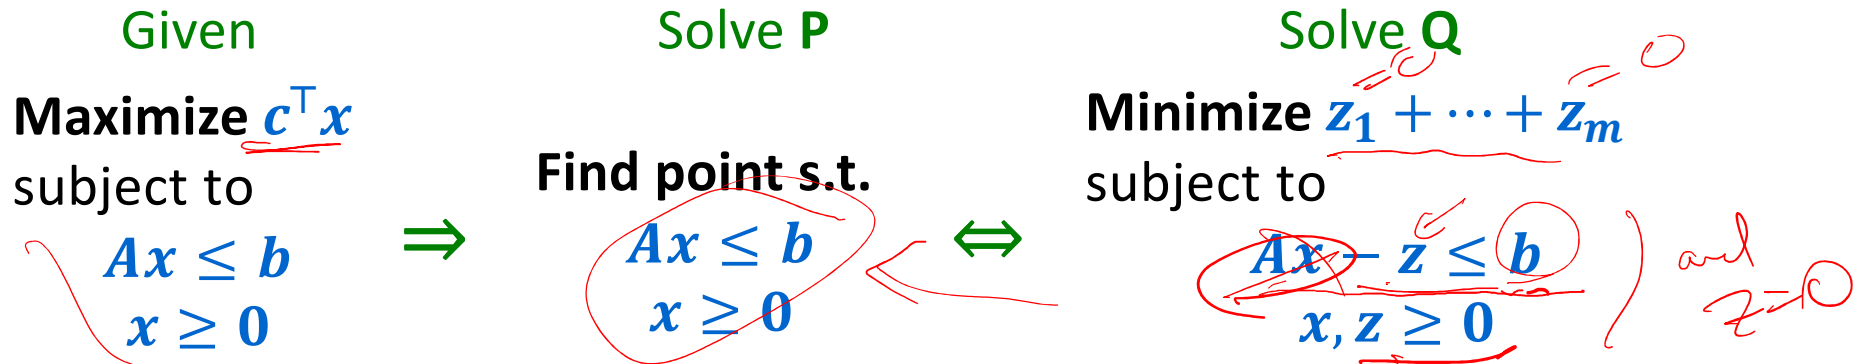 Given
Maximize c⊤x
subject to
Ax ≤ b
x ≥ 0
⇒
Solve P
Find point s.t.
Ax ≤ b
x ≥ 0
⇔
Solve Q
= 0 = 0
Minimize z₁ + ⋯ + zₘ
subject to
Ax − z ≤ b
x, z ≥ 0
and
z = 0